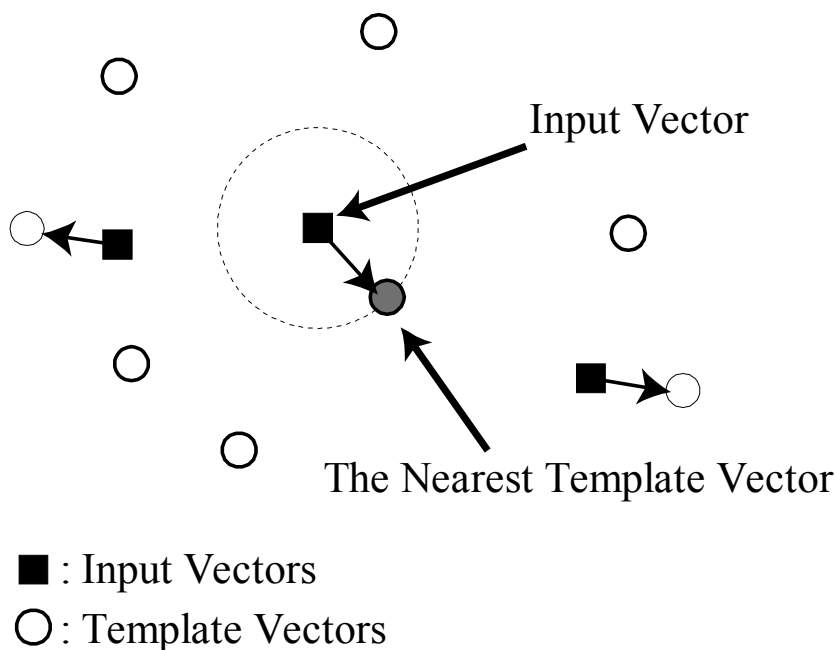 Input Vector
The Nearest Template Vector
: Input Vectors
: Template Vectors